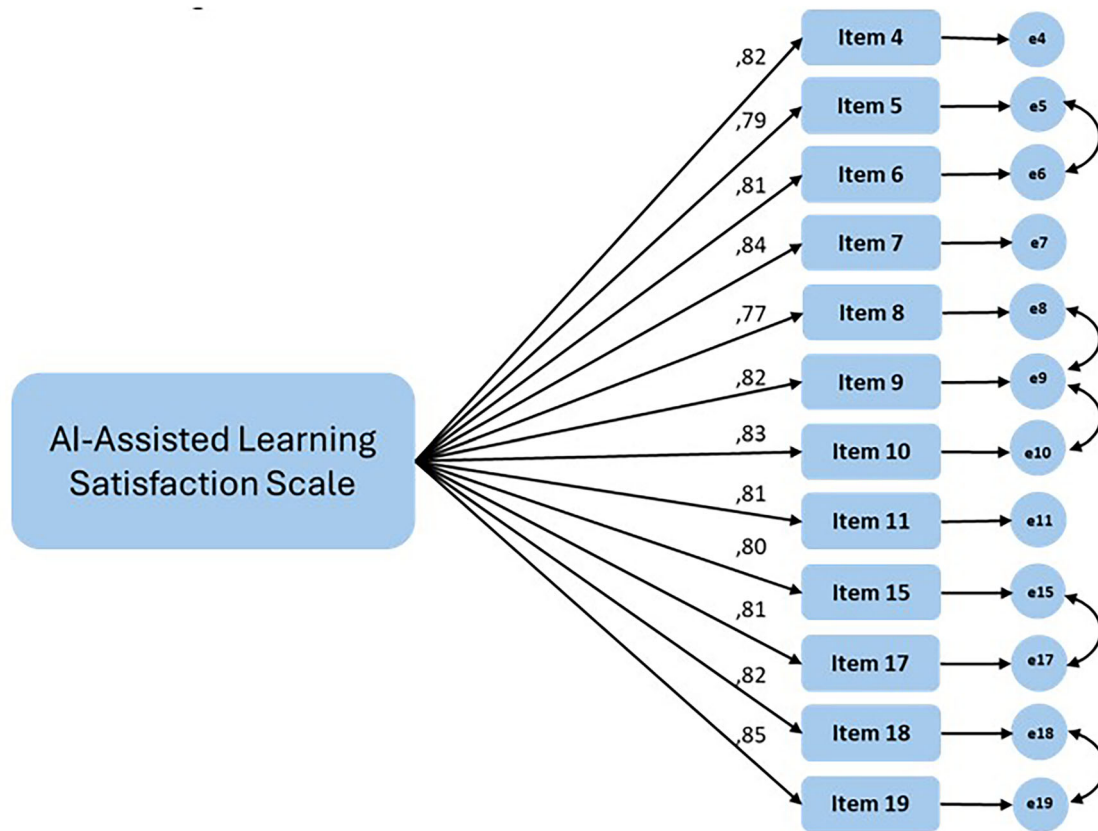 AI-Assisted Learning
Satisfaction Scale
,82
Item 4
e4
,79
Item 5
e5
,81
Item 6
e6
,84
Item 7
e7
,77
Item 8
e8
,82
Item 9
e9
,83
Item 10
e10
,81
Item 11
e11
,80
Item 15
e15
,81
Item 17
e17
,82
Item 18
e18
,85
Item 19
e19